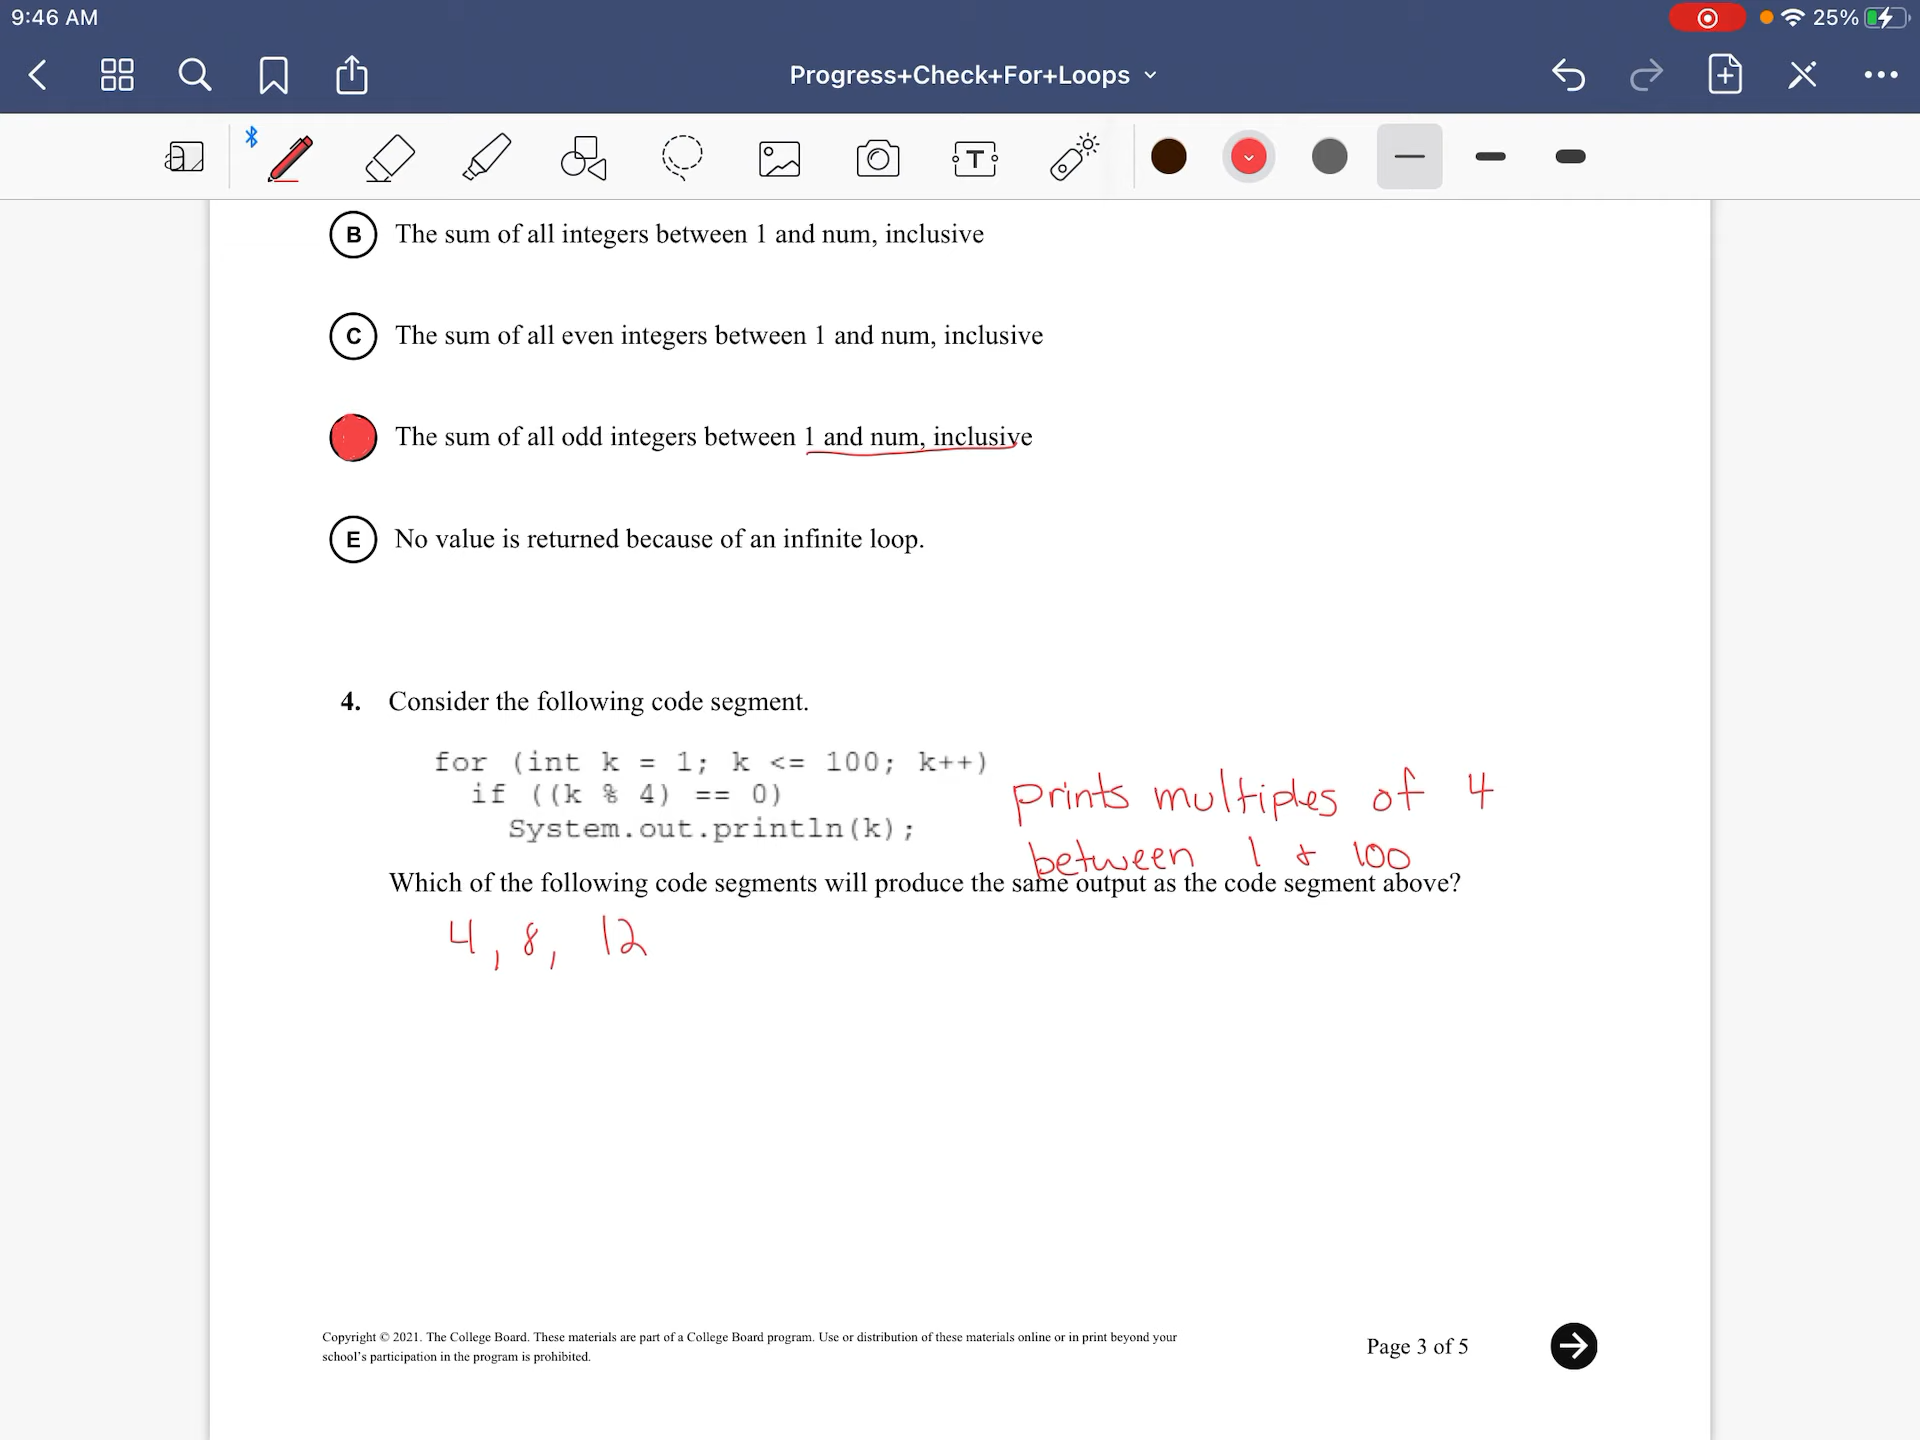 9:46 AM
25%
Progress+Check+For+Loops
a
T
B The sum of all integers between 1 and num, inclusive
C The sum of all even integers between 1 and num, inclusive
The sum of all odd integers between 1 and num, inclusive
E No value is returned because of an infinite loop.
4. Consider the following code segment.
for (int k = 1; k <= 100; k++)
if ((k % 4) == 0)
System.out.println(k);
prints multiples of 4
between 1 & 100
Which of the following code segments will produce the same output as the code segment above?
4, 8, 12
Copyright © 2021. The College Board. These materials are part of a College Board program. Use or distribution of these materials online or in print beyond your
school’s participation in the program is prohibited.
Page 3 of 5